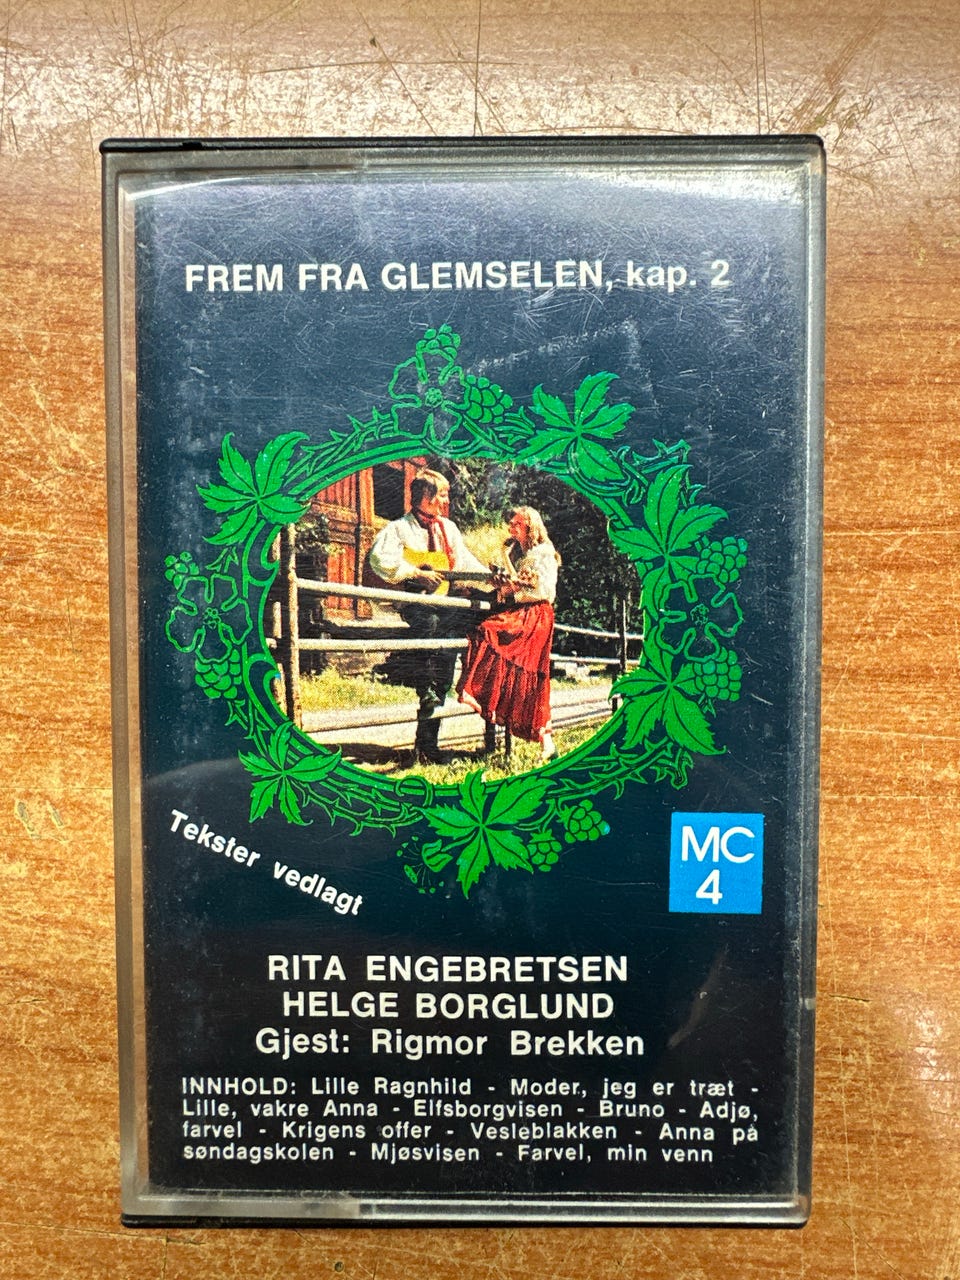 FREM FRA GLEMSELEN, kap. 2
Tekster vedlagt
MC
4
RITA ENGEBRETSEN
HELGE BORGLUND
Gjest: Rigmor Brekken
INNHOLD: Lille Ragnhild - Moder, jeg er træt -
Lille, vakre Anna - Elfsborgvisen - Bruno - Adjø,
farvel - Krigens offer - Vesleblakken - Anna på
søndagskolen - Mjøsvisen - Farvel, min venn